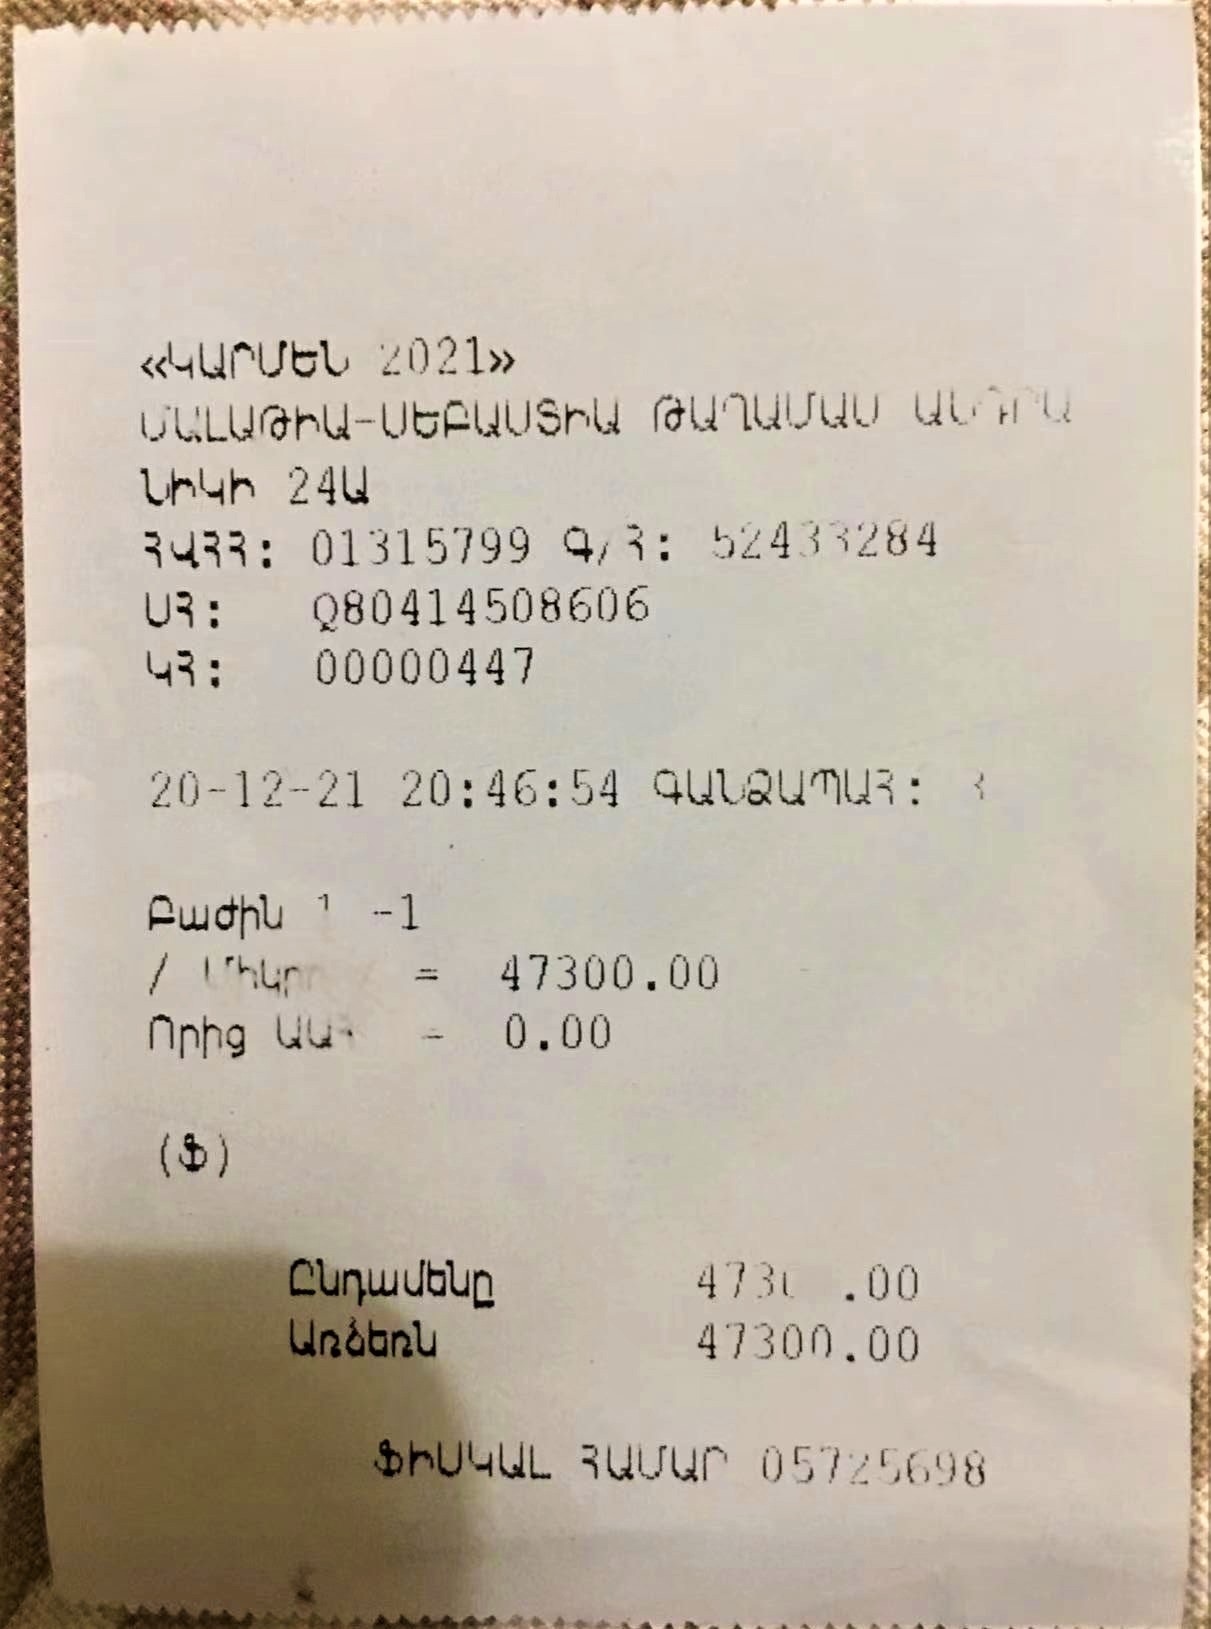 «ԿԱՐՄԵՆ 2021»
ՄԱԼԱԹԻԱ-ՍԵԲԱՍՏԻԱ ԹԱՂԱՄԱՍ ԱՆԴՐԱ
ՆԻԿԻ 24Ա
ՀՎՀՀ: 01315799 Գ/Հ: 52433284
ՍՀ: Q80414508606
ԿՀ: 00000447
20-12-21 20:46:54 ԳԱՆՁԱՊԱՀ:
Բաժին 1 -1
/ = 47300.00
Որից ԱԱՀ = 0.00
(Ֆ)
Ընդամենը
Առձեռն 47300.00
ՖԻՍԿԱԼ ՀԱՄԱՐ 05725698